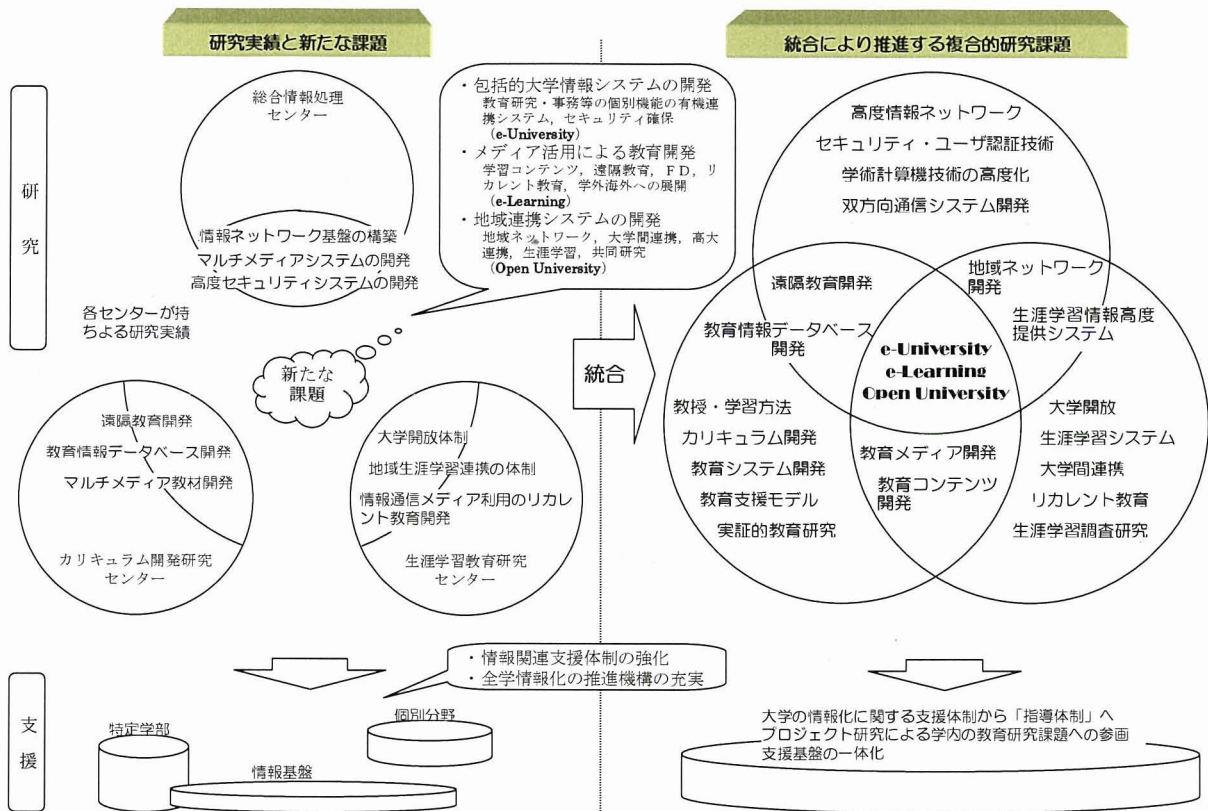 研究実績と新たな課題
統合により推進する複合的研究課題
研究
総合情報処理
センター
情報ネットワーク基盤の構築
マルチメディアシステムの開発
高度セキュリティシステムの開発
・包括的大学情報システムの開発
教育研究・事務等の個別機能の有機連
携システム，セキュリティ確保
(e-University)
・メディア活用による教育開発
学習コンテンツ，遠隔教育，ＦＤ，リ
カレント教育，学外海外への展開
(e-Learning)
・地域連携システムの開発
地域ネットワーク，大学間連携，高大
連携，生涯学習，共同研究
(Open University)
各センターが持
ちよる研究実績
新たな
課題
遠隔教育開発
教育情報データベース開発
マルチメディア教材開発
カリキュラム開発研究
センター
大学開放体制
地域生涯学習連携の体制
情報通信メディア利用のリカレ
ント教育開発
生涯学習教育研究
センター
統合
高度情報ネットワーク
セキュリティ・ユーザ認証技術
学術計算機技術の高度化
双方向通信システム開発
遠隔教育開発
教育情報データベース
開発
地域ネットワーク
開発
生涯学習情報高度
提供システム
e-University
e-Learning
Open University
教授・学習方法
カリキュラム開発
教育システム開発
教育支援モデル
実証的教育研究
教育メディア開発
教育コンテンツ
開発
大学開放
生涯学習システム
大学間連携
リカレント教育
生涯学習調査研究
支援
・情報関連支援体制の強化
・全学情報化の推進機構の充実
特定学部
個別分野
情報基盤
大学の情報化に関する支援体制から「指導体制」へ
プロジェクト研究による学内の教育研究課題への参画
支援基盤の一体化